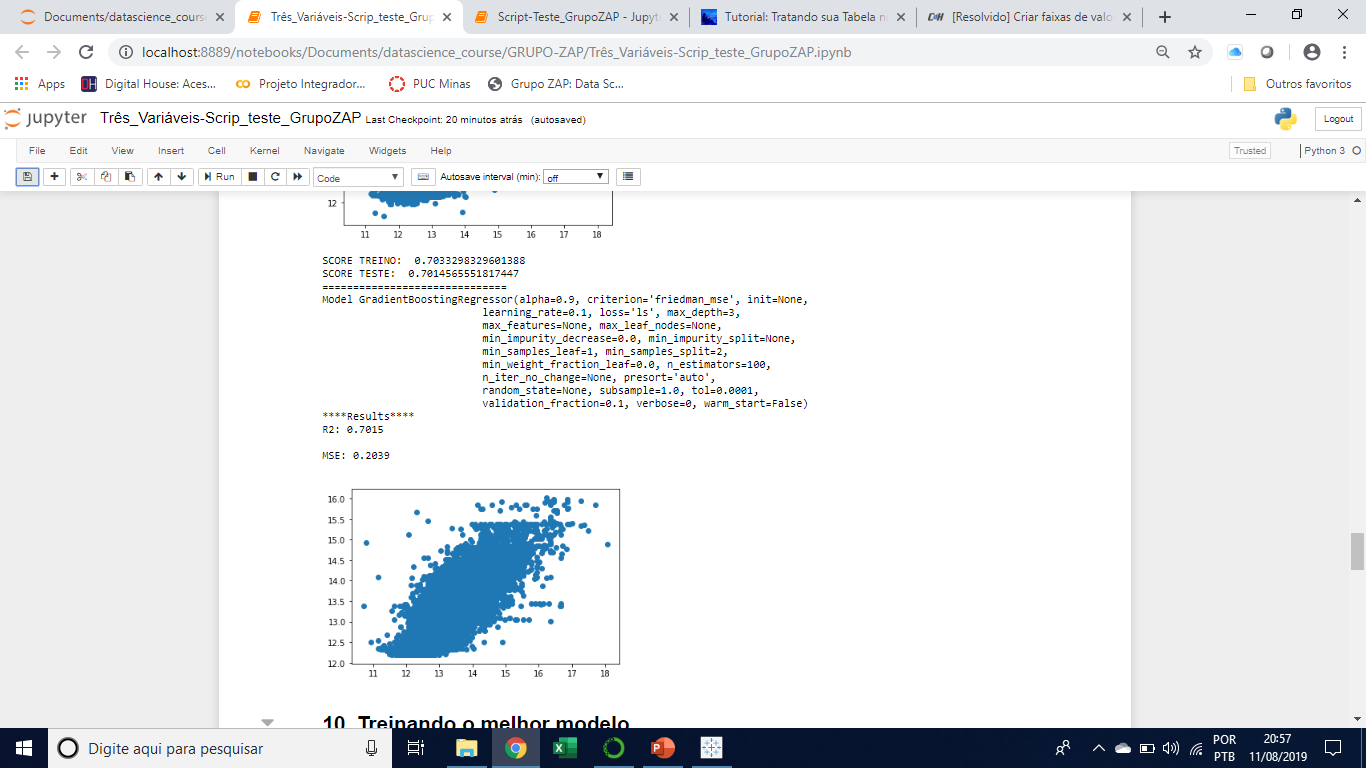 Documents/datascience_cours
Três_Variáveis-Scrip_teste_Grup
Script-Teste_GrupoZAP - Jupyt
Tutorial: Tratando sua Tabela n
[Resolvido] Criar faixas de valo
localhost:8889/notebooks/Documents/datascience_course/GRUPO-ZAP/Três_Variáveis-Scrip_teste_GrupoZAP.ipynb
Apps
Digital House: Aces...
Projeto Integrador...
PUC Minas
Grupo ZAP: Data Sc...
Outros favoritos
jupyter Três_Variáveis-Scrip_teste_GrupoZAP Last Checkpoint: 20 minutos atrás (autosaved)
Logout
File Edit View Insert Cell Kernel Navigate Widgets Help
Trusted
Python 3
Run
Code
Autosave interval (min): off
12
11 12 13 14 15 16 17 18
SCORE TREINO: 0.7033298329601388
SCORE TESTE: 0.7014565551817447
==============================
Model GradientBoostingRegressor(alpha=0.9, criterion='friedman_mse', init=None,
learning_rate=0.1, loss='ls', max_depth=3,
max_features=None, max_leaf_nodes=None,
min_impurity_decrease=0.0, min_impurity_split=None,
min_samples_leaf=1, min_samples_split=2,
min_weight_fraction_leaf=0.0, n_estimators=100,
n_iter_no_change=None, presort='auto',
random_state=None, subsample=1.0, tol=0.0001,
validation_fraction=0.1, verbose=0, warm_start=False)
****Results****
R2: 0.7015
MSE: 0.2039
16.0
15.5
15.0
14.5
14.0
13.5
13.0
12.5
12.0
11 12 13 14 15 16 17 18
10 Treinando o melhor modelo
Digite aqui para pesquisar
POR
PTB
20:57
11/08/2019